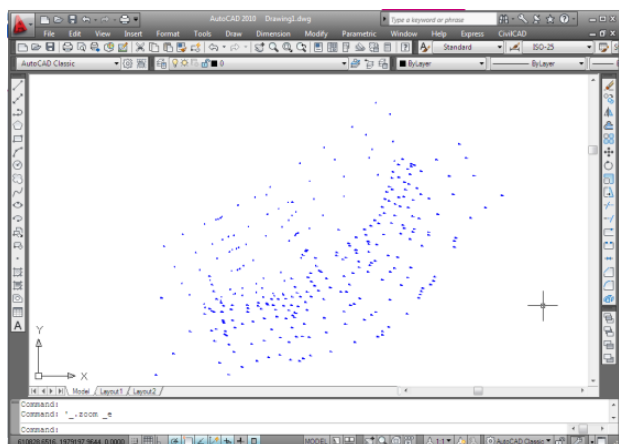 AutoCAD 2010 Drawing1.dwg Type a keyword or phrase
File Edit View Insert Format Tools Draw Dimension Modify Parametric Window Help Express CivilCAD
Standard ISO-25
AutoCAD Classic 0 ByLayer ByLayer
Y
X
Model Layout1 Layout2
Command:
Command: '_.zoom _e
Command:
MODEL 1:1 AutoCAD Classic